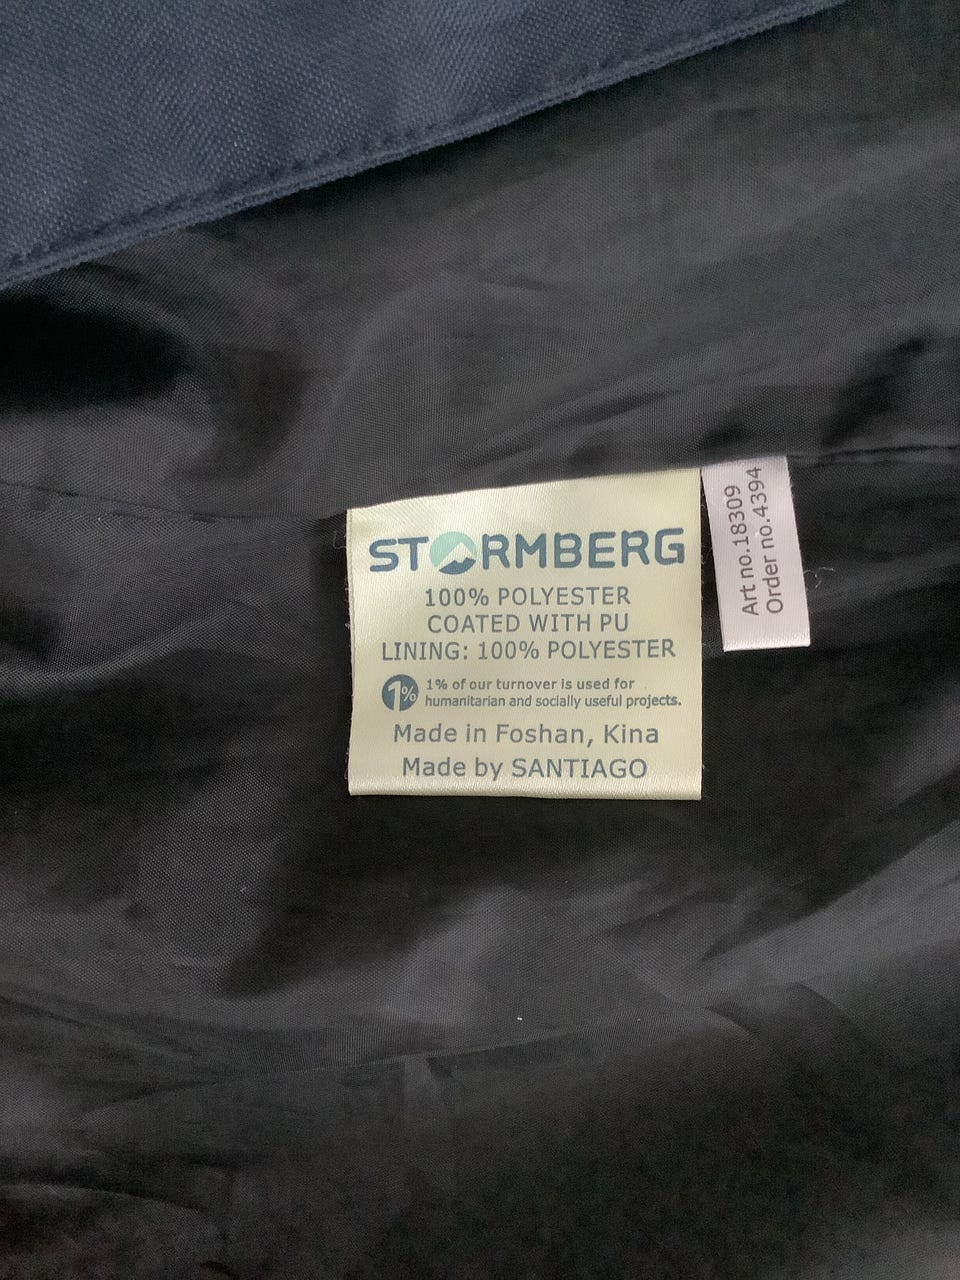 STORMBERG
100% POLYESTER
COATED WITH PU
LINING: 100% POLYESTER
1%
1% of our turnover is used for
humanitarian and socially useful projects.
Made in Foshan, Kina
Made by SANTIAGO
Art no.18309
Order no.4394